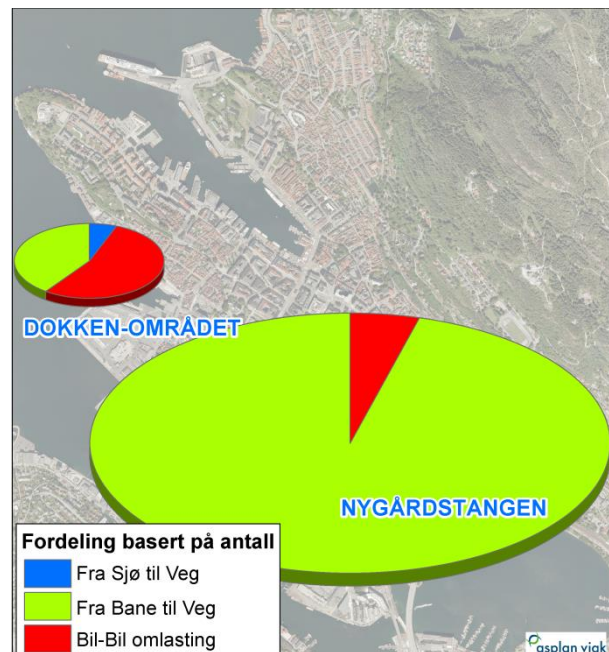 DOKKEN-OMRÅDET
NYGÅRDSTANGEN
Fordeling basert på antall
Fra Sjø til Veg
Fra Bane til Veg
Bil-Bil omlasting
asplan viak